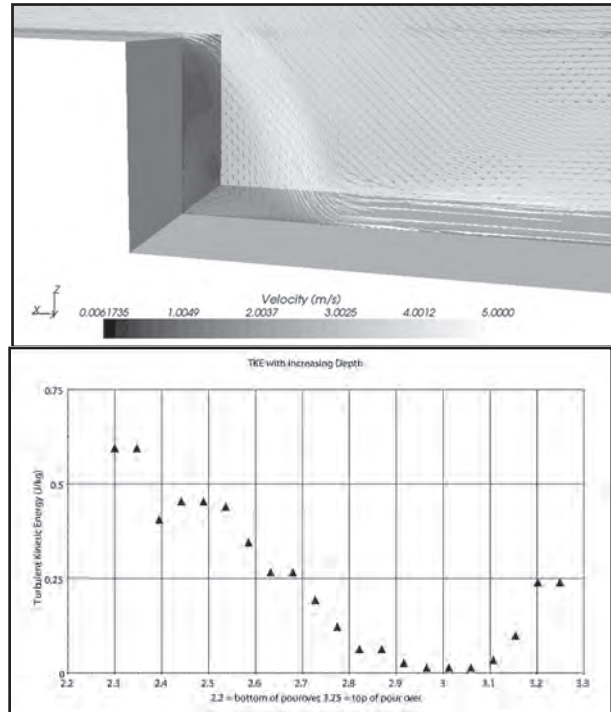 Z
X
Y
Velocity (m/s)
0.0061735 1.0049 2.0037 3.0025 4.0012 5.0000
TKE with Increasing Depth
Turbulent Kinetic Energy (J/kg)
0.75
0.5
0.25
0
2.2 2.3 2.4 2.5 2.6 2.7 2.8 2.9 3 3.1 3.2 3.3
2.2 = bottom of pourover, 3.25 = top of pour over